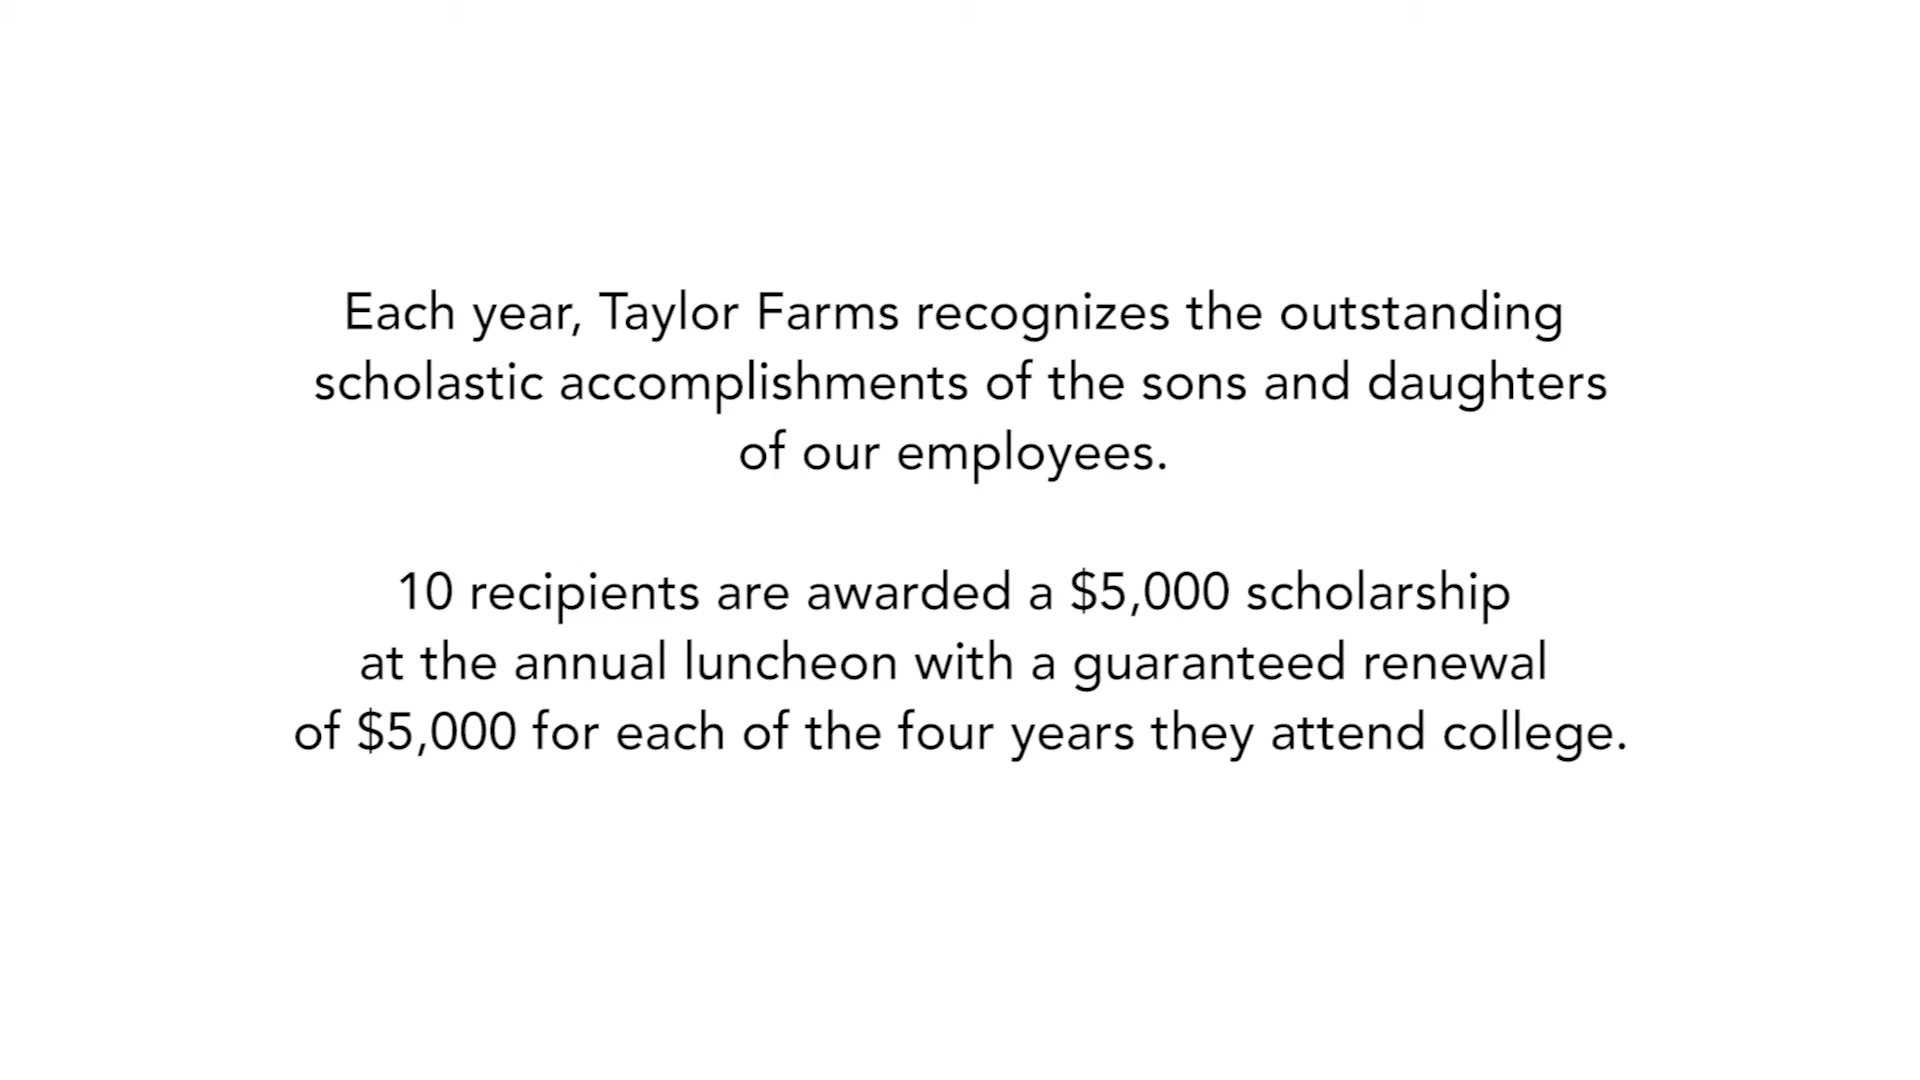 Each year, Taylor Farms recognizes the outstanding
scholastic accomplishments of the sons and daughters
of our employees.
10 recipients are awarded a $5,000 scholarship
at the annual luncheon with a guaranteed renewal
of $5,000 for each of the four years they attend college.